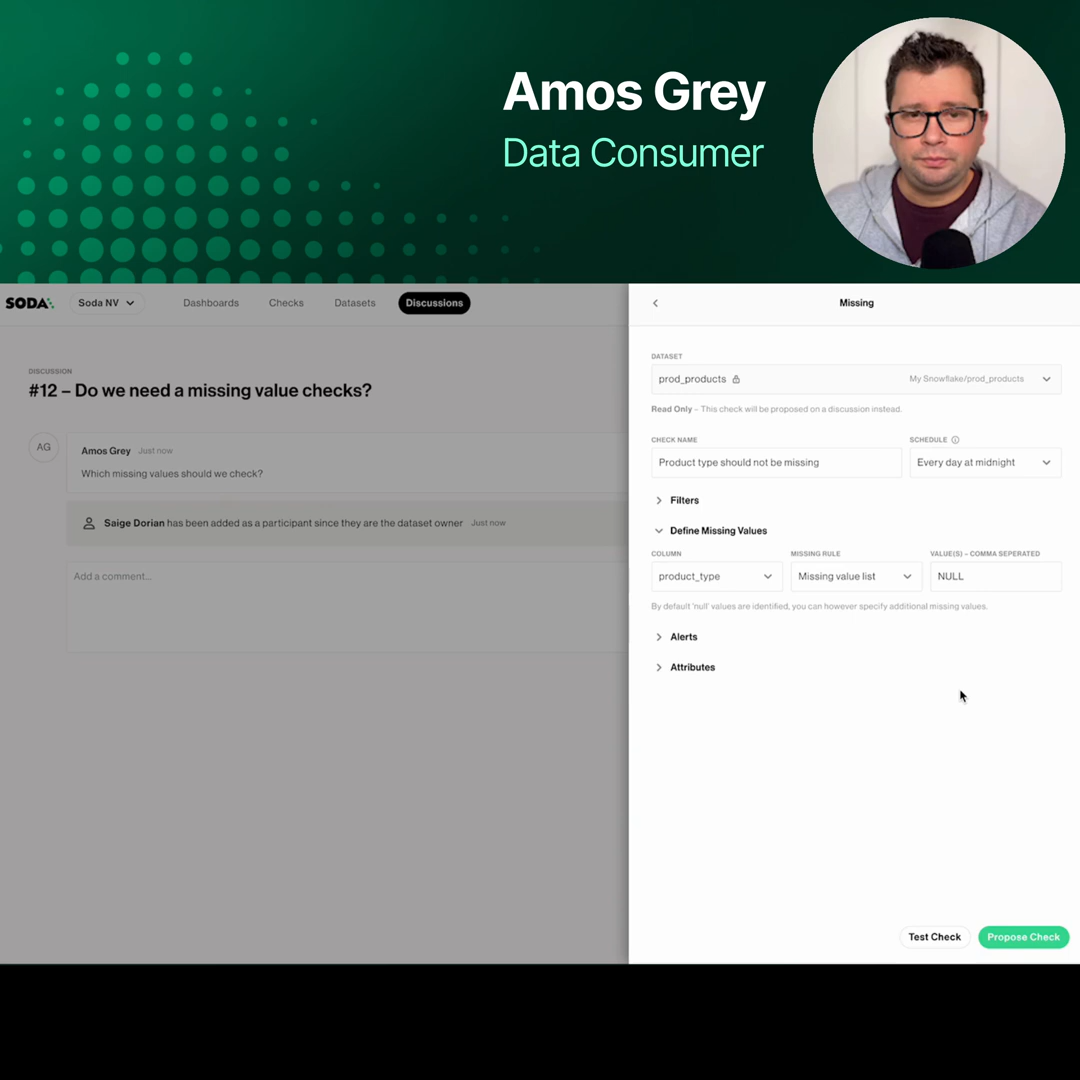 Amos Grey
Data Consumer
SODA
Soda NV
Dashboards
Checks
Datasets
Discussions
DISCUSSION
#12 – Do we need a missing value checks?
AG
Amos Grey Just now
Which missing values should we check?
Saige Dorian has been added as a participant since they are the dataset owner Just now
Add a comment...
Missing
DATASET
prod_products My Snowflake/prod_products
Read Only – This check will be proposed on a discussion instead.
CHECK NAME SCHEDULE
Product type should not be missing Every day at midnight
Filters
Define Missing Values
COLUMN MISSING RULE VALUE(S) – COMMA SEPERATED
product_type Missing value list NULL
By default 'null' values are identified, you can however specify additional missing values.
Alerts
Attributes
Test Check Propose Check